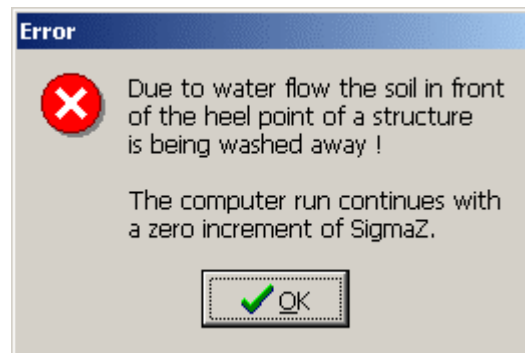 Error
Due to water flow the soil in front
of the heel point of a structure
is being washed away !
The computer run continues with
a zero increment of SigmaZ.
OK